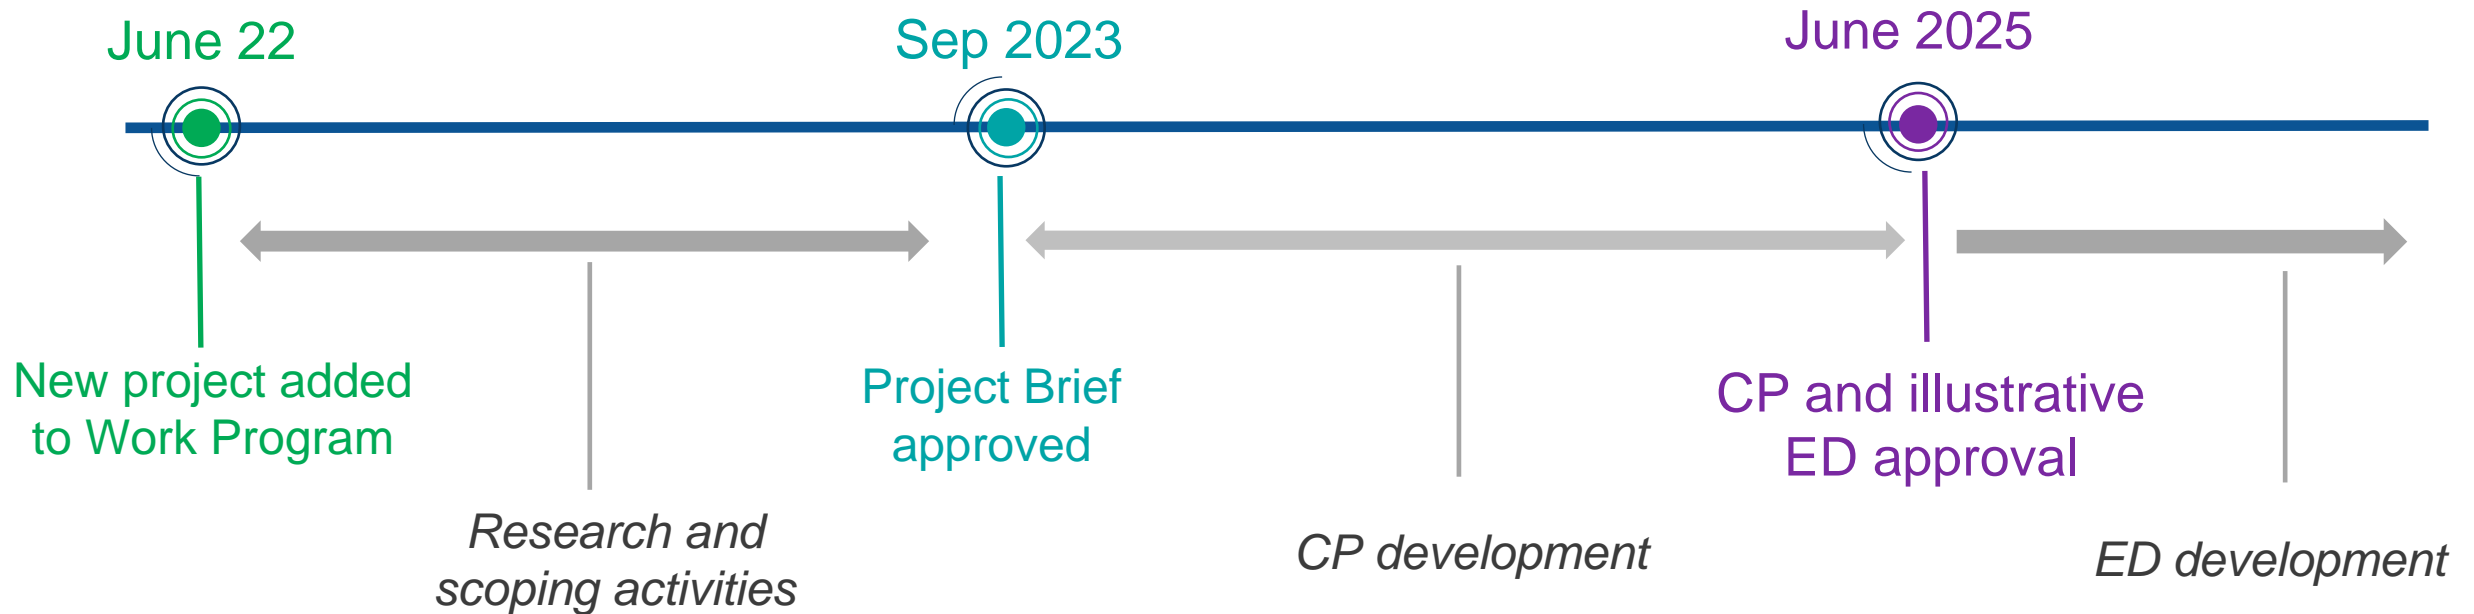 June 22
Sep 2023
June 2025
New project added
to Work Program
Project Brief
approved
CP and illustrative
ED approval
Research and
scoping activities
CP development
ED development